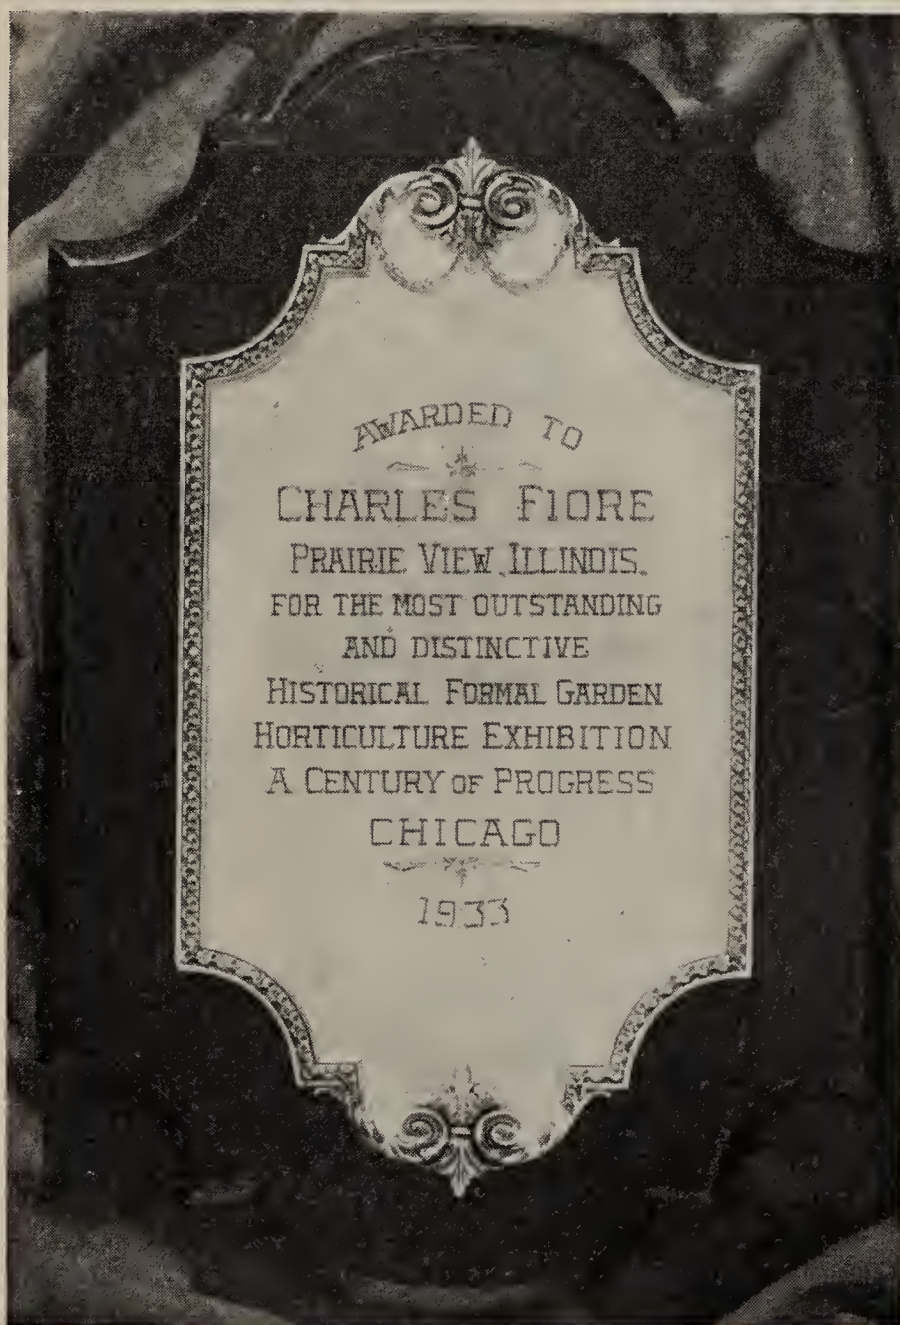 AWARDED TO
CHARLES FIORE
PRAIRIE VIEW, ILLINOIS.
FOR THE MOST OUTSTANDING
AND DISTINCTIVE
HISTORICAL FORMAL GARDEN
HORTICULTURE EXHIBITION
A CENTURY OF PROGRESS
CHICAGO
1933